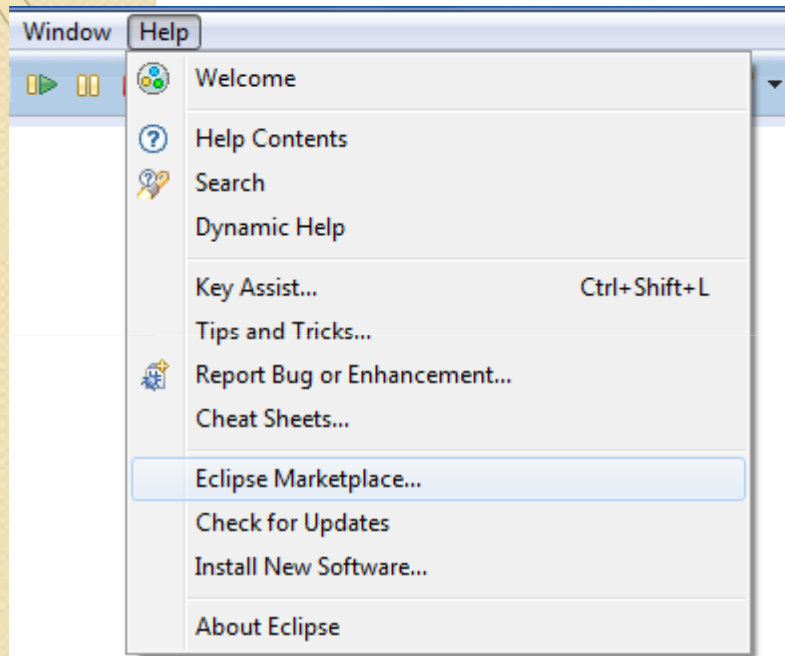 Window Help
Welcome
Help Contents
Search
Dynamic Help
Key Assist... Ctrl+Shift+L
Tips and Tricks...
Report Bug or Enhancement...
Cheat Sheets...
Eclipse Marketplace...
Check for Updates
Install New Software...
About Eclipse